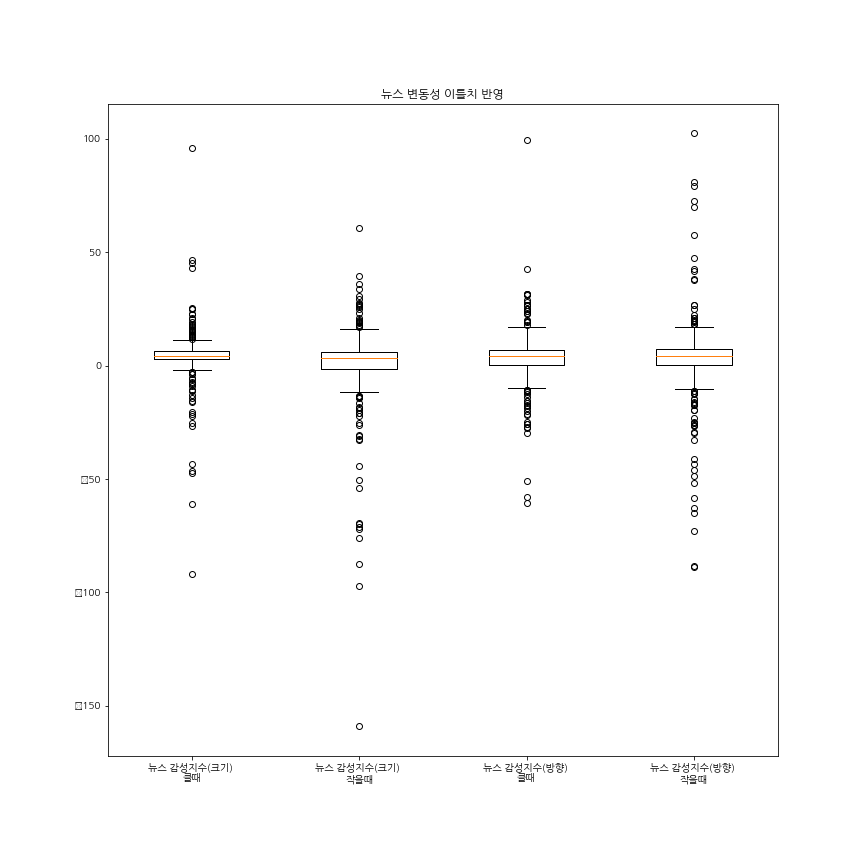 뉴스 변동성 이틀치 반영
100
50
0
□50
□100
□150
뉴스 감성지수(크기)
클때
뉴스 감성지수(크기)
작을때
뉴스 감성지수(방향)
클때
뉴스 감성지수(방향)
작을때